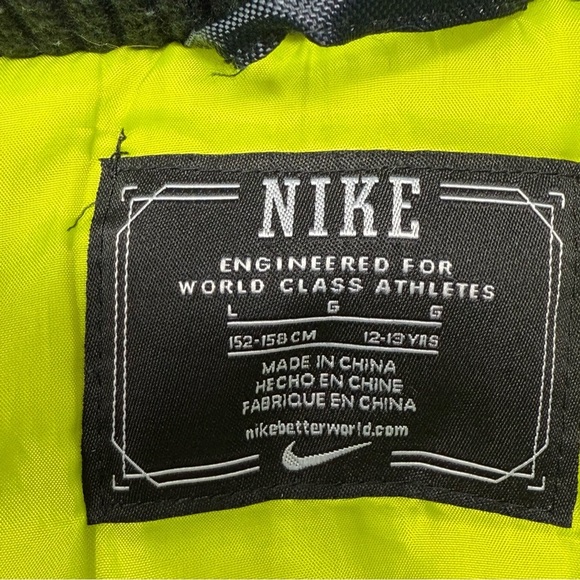 NIKE
ENGINEERED FOR
WORLD CLASS ATHLETES
L G G
152-158 CM 12-13 YRS
MADE IN CHINA
HECHO EN CHINE
FABRIQUE EN CHINA
nikebetterworld.com